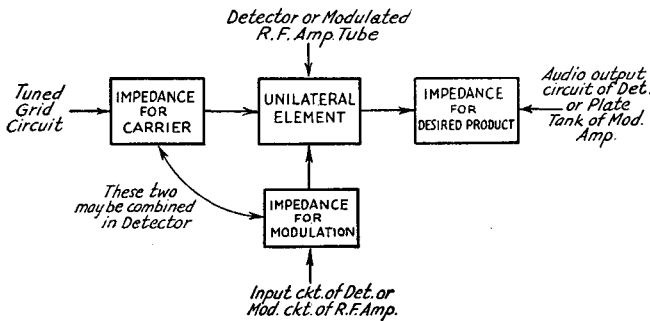 Detector or Modulated
R.F. Amp. Tube
Tuned
Grid
Circuit
IMPEDANCE
FOR
CARRIER
UNILATERAL
ELEMENT
IMPEDANCE
FOR
DESIRED PRODUCT
Audio output
circuit of Det.
or Plate
Tank of Mod.
Amp.
These two
may be combined
in Detector
IMPEDANCE
FOR
MODULATION
Input ckt. of Det. or
Mod. ckt. of R.F. Amp.